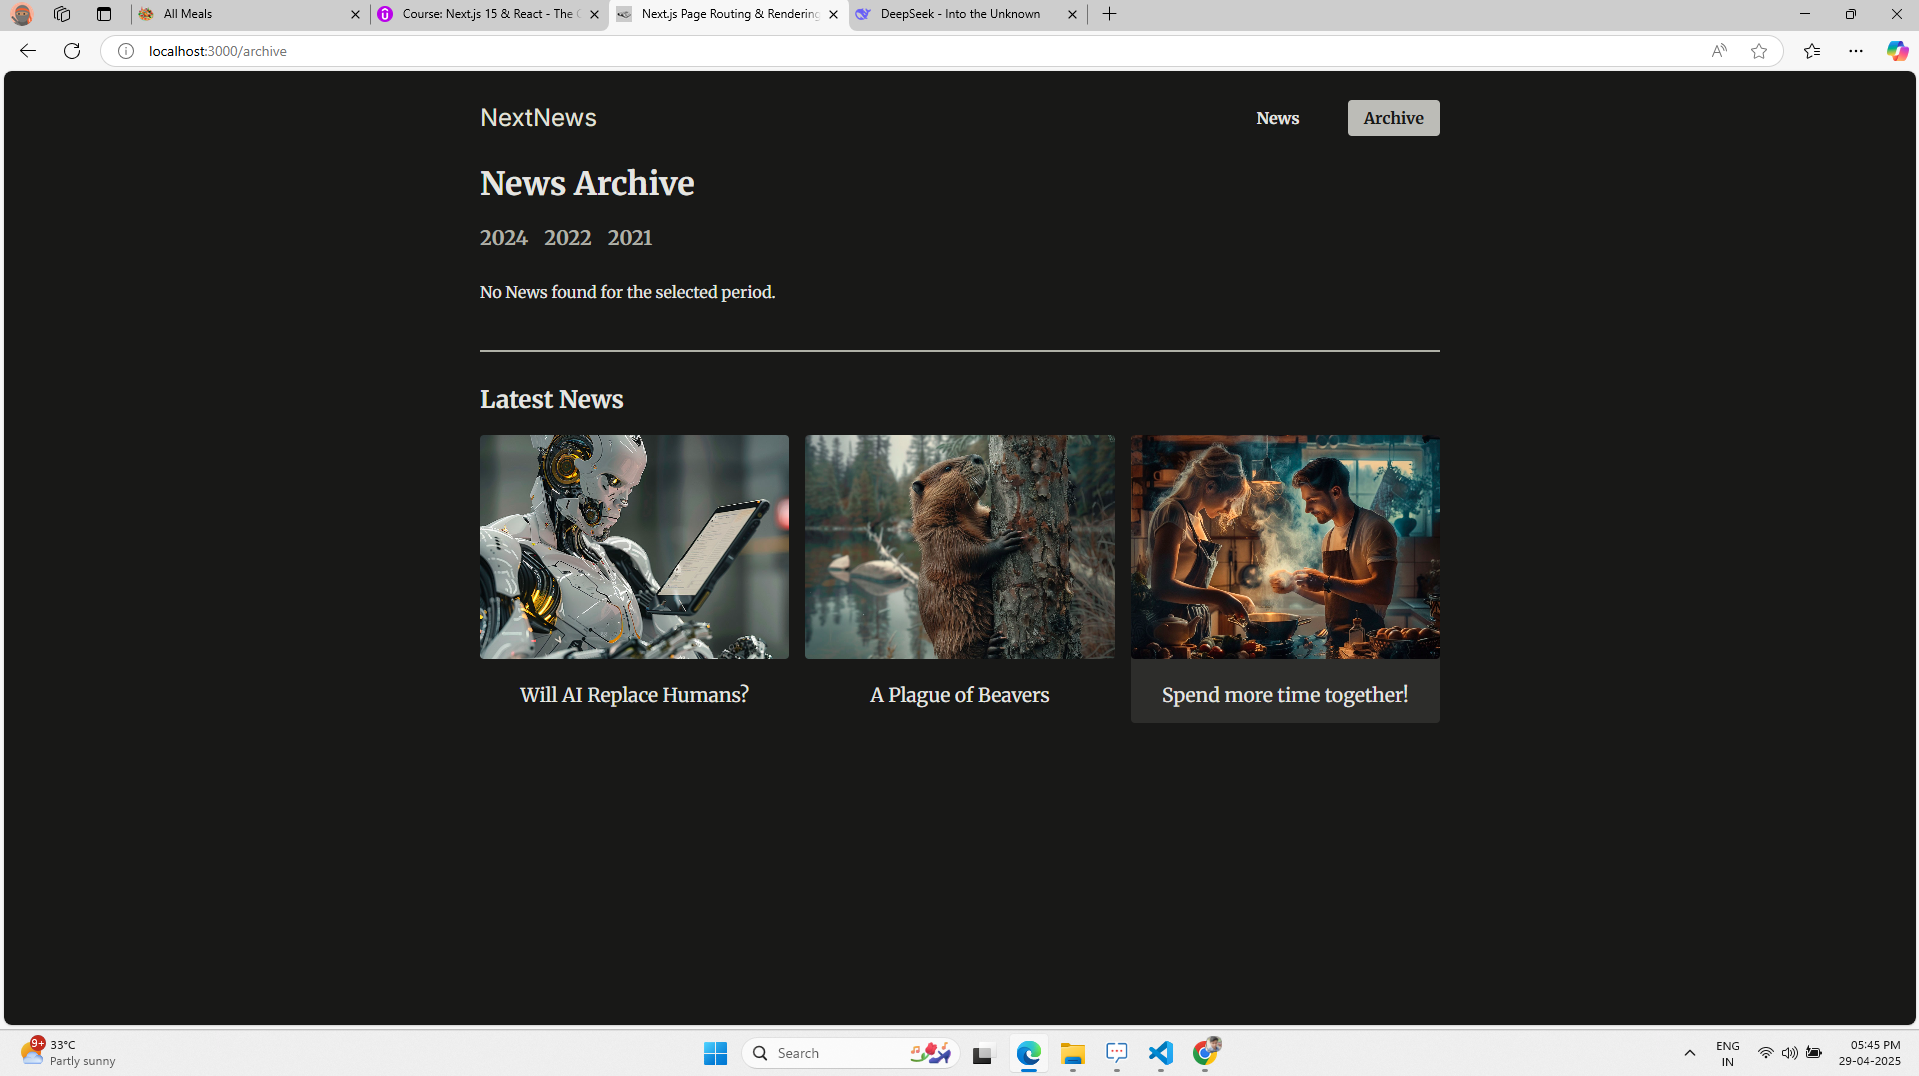 All Meals
Course: Next.js 15 & React - The C
Next.js Page Routing & Rendering
DeepSeek - Into the Unknown
localhost:3000/archive
NextNews
News
Archive
News Archive
2024 2022 2021
No News found for the selected period.
Latest News
Will AI Replace Humans?
A Plague of Beavers
Spend more time together!
9+
33°C
Partly sunny
Search
ENG
IN
05:45 PM
29-04-2025